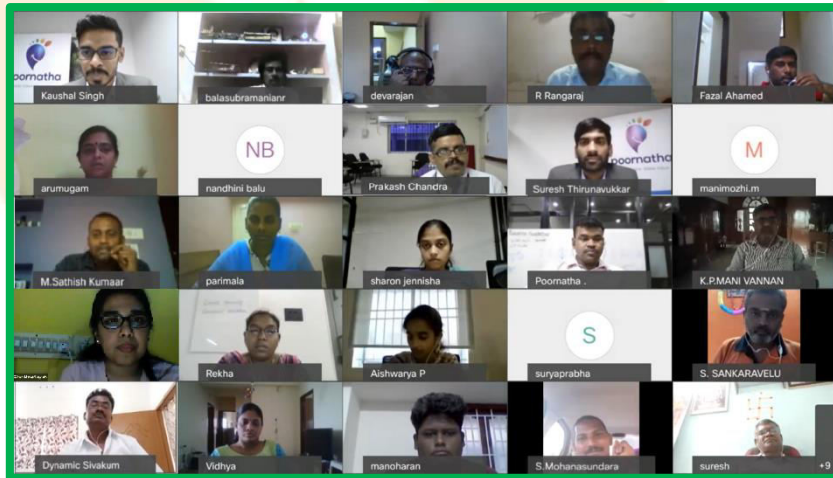 poornatha
Kaushal Singh
balasubramanianr
devarajan
R Rangaraj
Fazal Ahamed
arumugam
NB
nandhini balu
Prakash Chandra
poornatha
Suresh Thirunavukkar
M
manimozhi.m
M.Sathish Kumaar
parimala
sharon jennisha
Poornatha .
K.P.MANI VANNAN
Rekha
Aishwarya P
S
suryaprabha
S. SANKARAVELU
Dynamic Sivakum
Vidhya
manoharan
S.Mohanasundara
suresh
+9